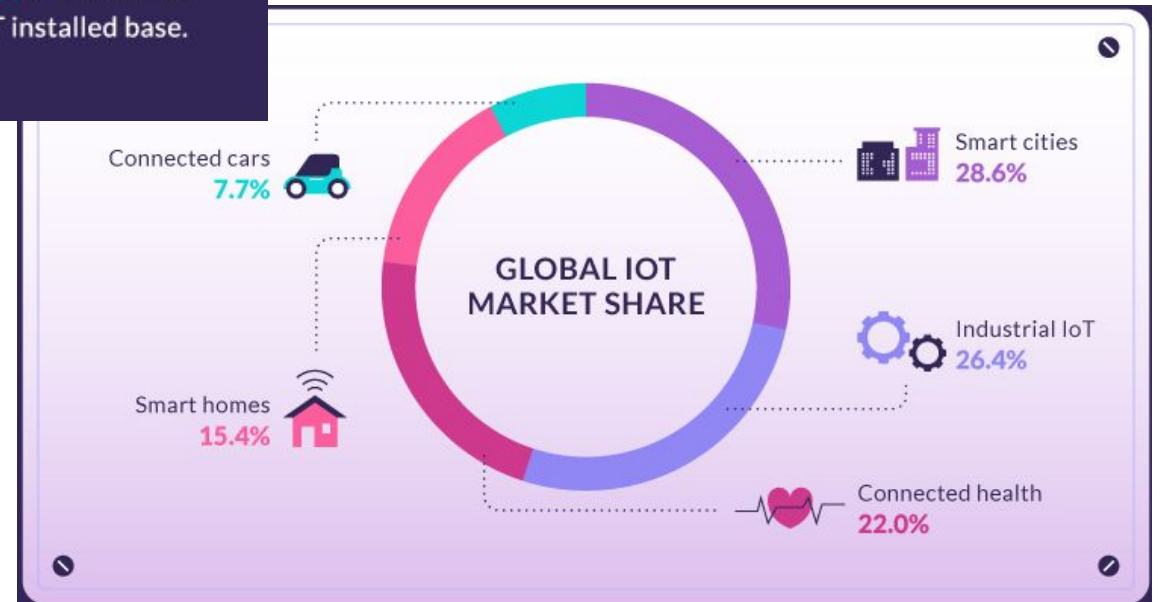 T installed base.
Connected cars
7.7%
Smart cities
28.6%
GLOBAL IOT
MARKET SHARE
Industrial IoT
26.4%
Smart homes
15.4%
Connected health
22.0%